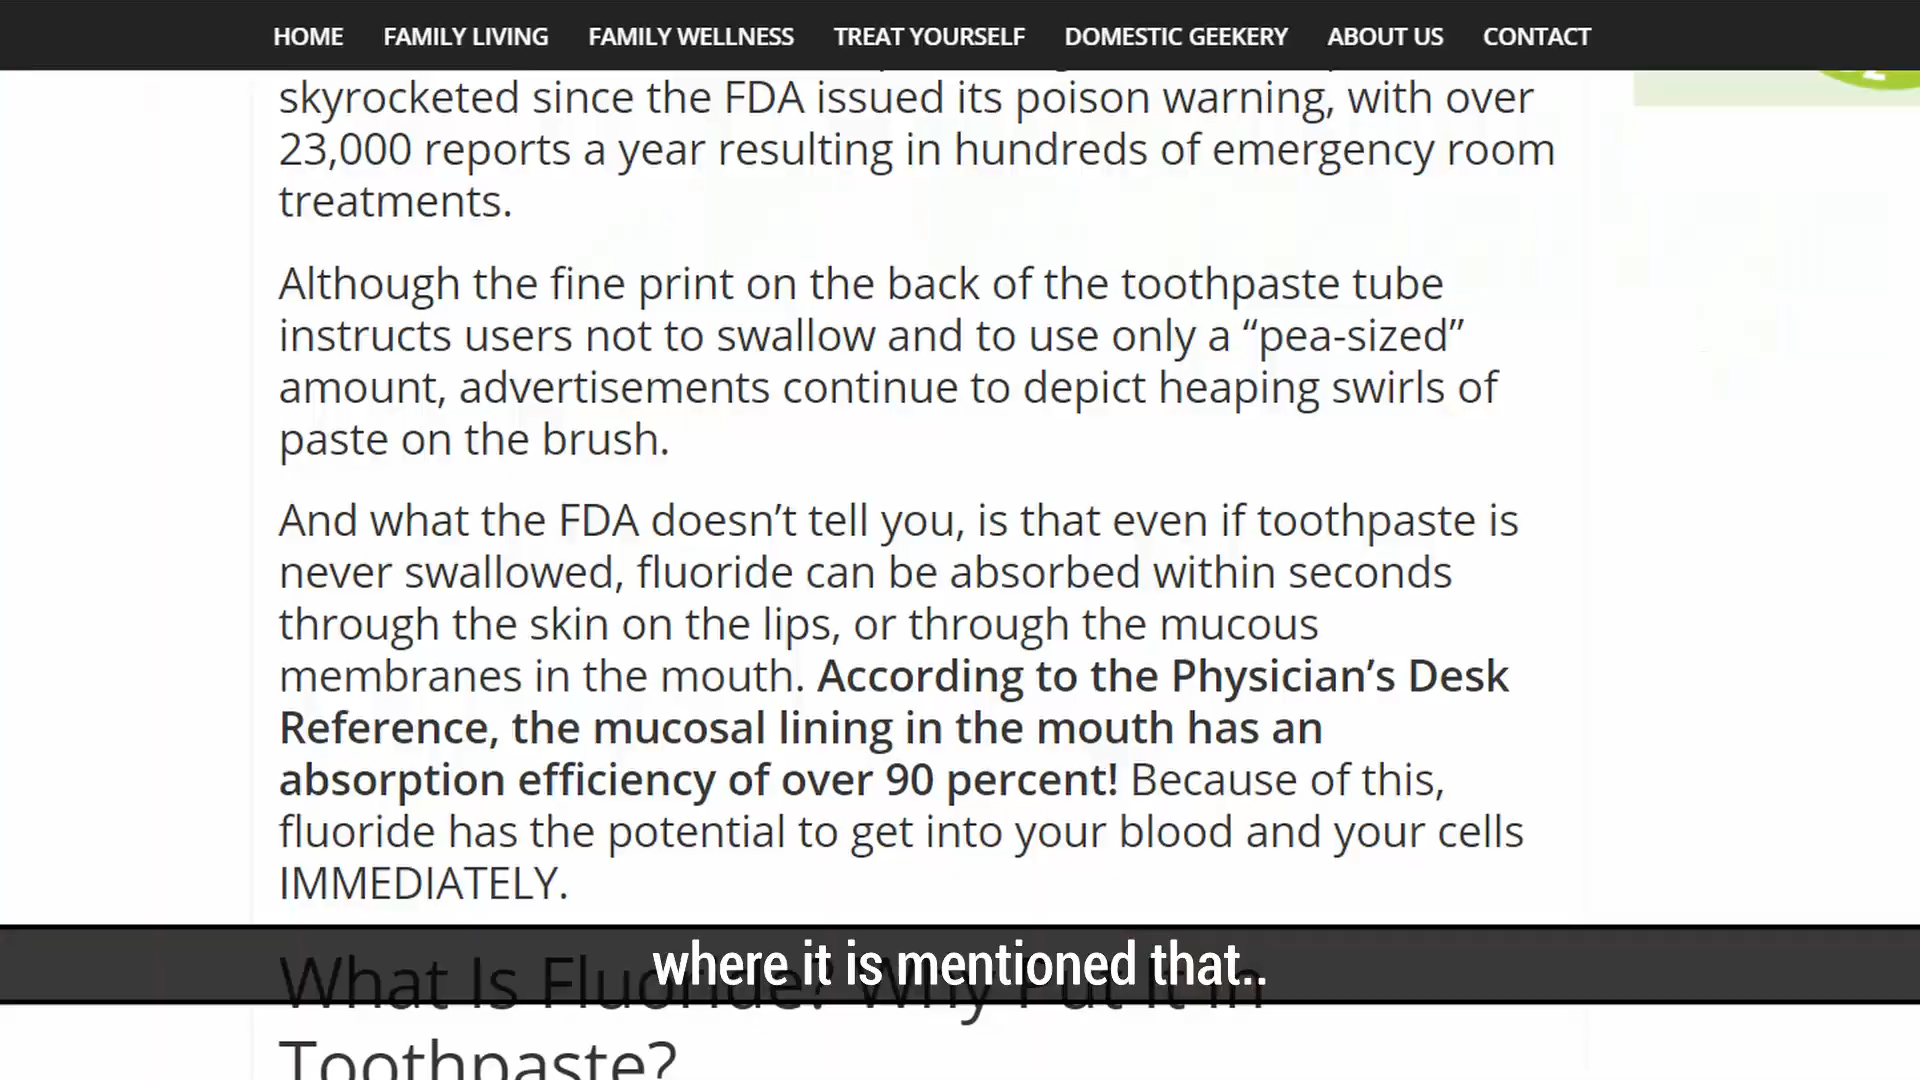 HOME FAMILY LIVING FAMILY WELLNESS TREAT YOURSELF DOMESTIC GEEKERY ABOUT US CONTACT
skyrocketed since the FDA issued its poison warning, with over
23,000 reports a year resulting in hundreds of emergency room
treatments.
Although the fine print on the back of the toothpaste tube
instructs users not to swallow and to use only a “pea-sized”
amount, advertisements continue to depict heaping swirls of
paste on the brush.
And what the FDA doesn’t tell you, is that even if toothpaste is
never swallowed, fluoride can be absorbed within seconds
through the skin on the lips, or through the mucous
membranes in the mouth. According to the Physician’s Desk
Reference, the mucosal lining in the mouth has an
absorption efficiency of over 90 percent! Because of this,
fluoride has the potential to get into your blood and your cells
IMMEDIATELY.
where it is mentioned that..
What Is Fluoride? Why Put It in
Toothpaste?